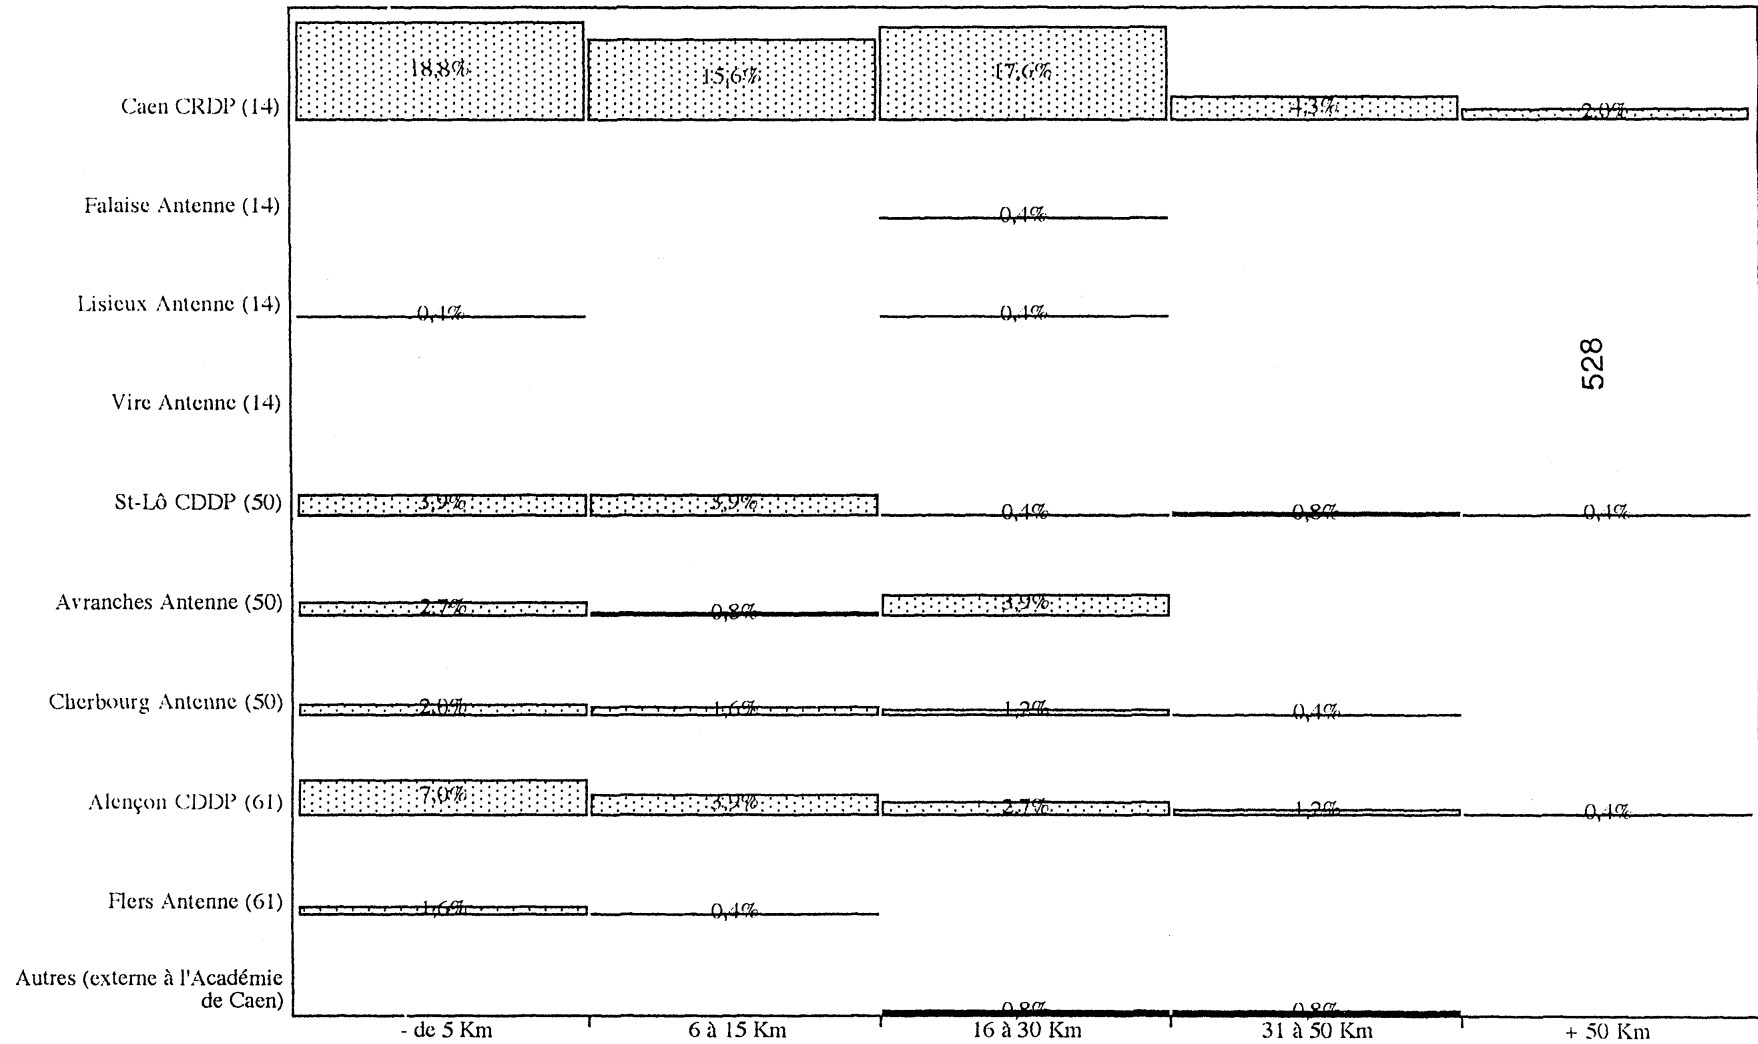 Caen CRDP (14) 18,8% 15,6% 17,6% 4,3% 2,0%
Falaise Antenne (14) 0,4%
Lisieux Antenne (14) 0,4% 0,4%
528
Vire Antenne (14)
St-Lô CDDP (50) 3,9% 3,9% 0,4% 0,8% 0,4%
Avranches Antenne (50) 2,7% 0,8% 3,9%
Cherbourg Antenne (50) 2,0% 1,6% 1,2% 0,4%
Alençon CDDP (61) 7,0% 3,9% 2,7% 1,2% 0,4%
Flers Antenne (61) 1,6% 0,4%
Autres (externe à l'Académie
de Caen) 0,8% 0,8%
- de 5 Km 6 à 15 Km 16 à 30 Km 31 à 50 Km + 50 Km